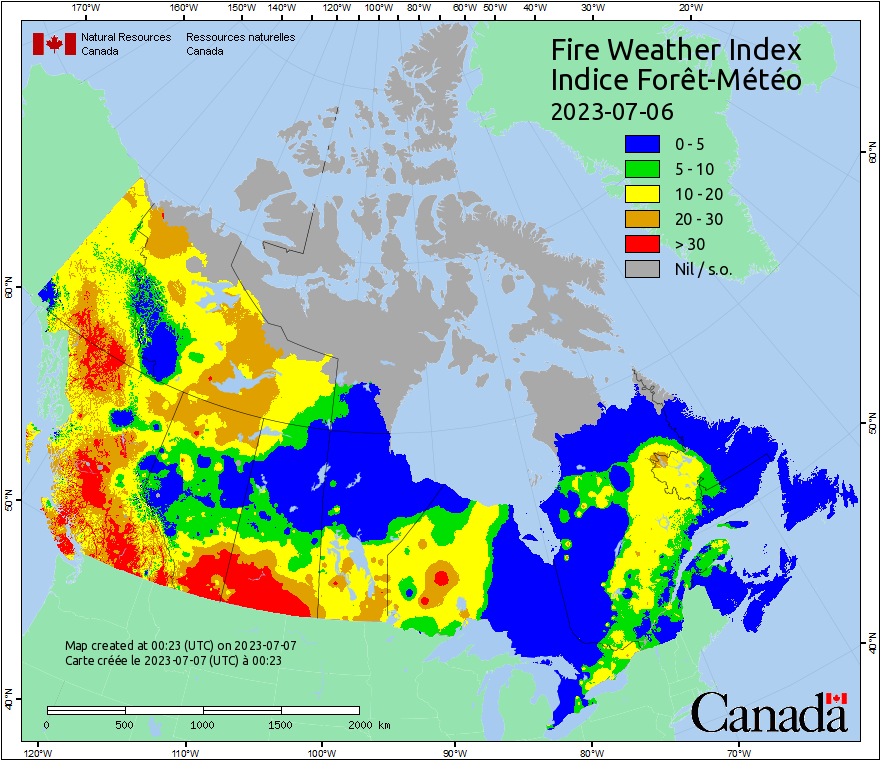 170°W 160°W 150°W 140°W 120°W 100°W 80°W 60°W 50°W 40°W 30°W 20°W
Natural Resources Ressources naturelles
Canada Canada
Fire Weather Index
Indice Forêt-Météo
2023-07-06
0 - 5
5 - 10
10 - 20
20 - 30
> 30
Nil / s.o.
60°N 60°N
50°N 50°N
40°N 40°N
Map created at 00:23 (UTC) on 2023-07-07
Carte créée le 2023-07-07 (UTC) à 00:23
0 500 1000 1500 2000 km
Canada
120°W 110°W 100°W 90°W 80°W 70°W